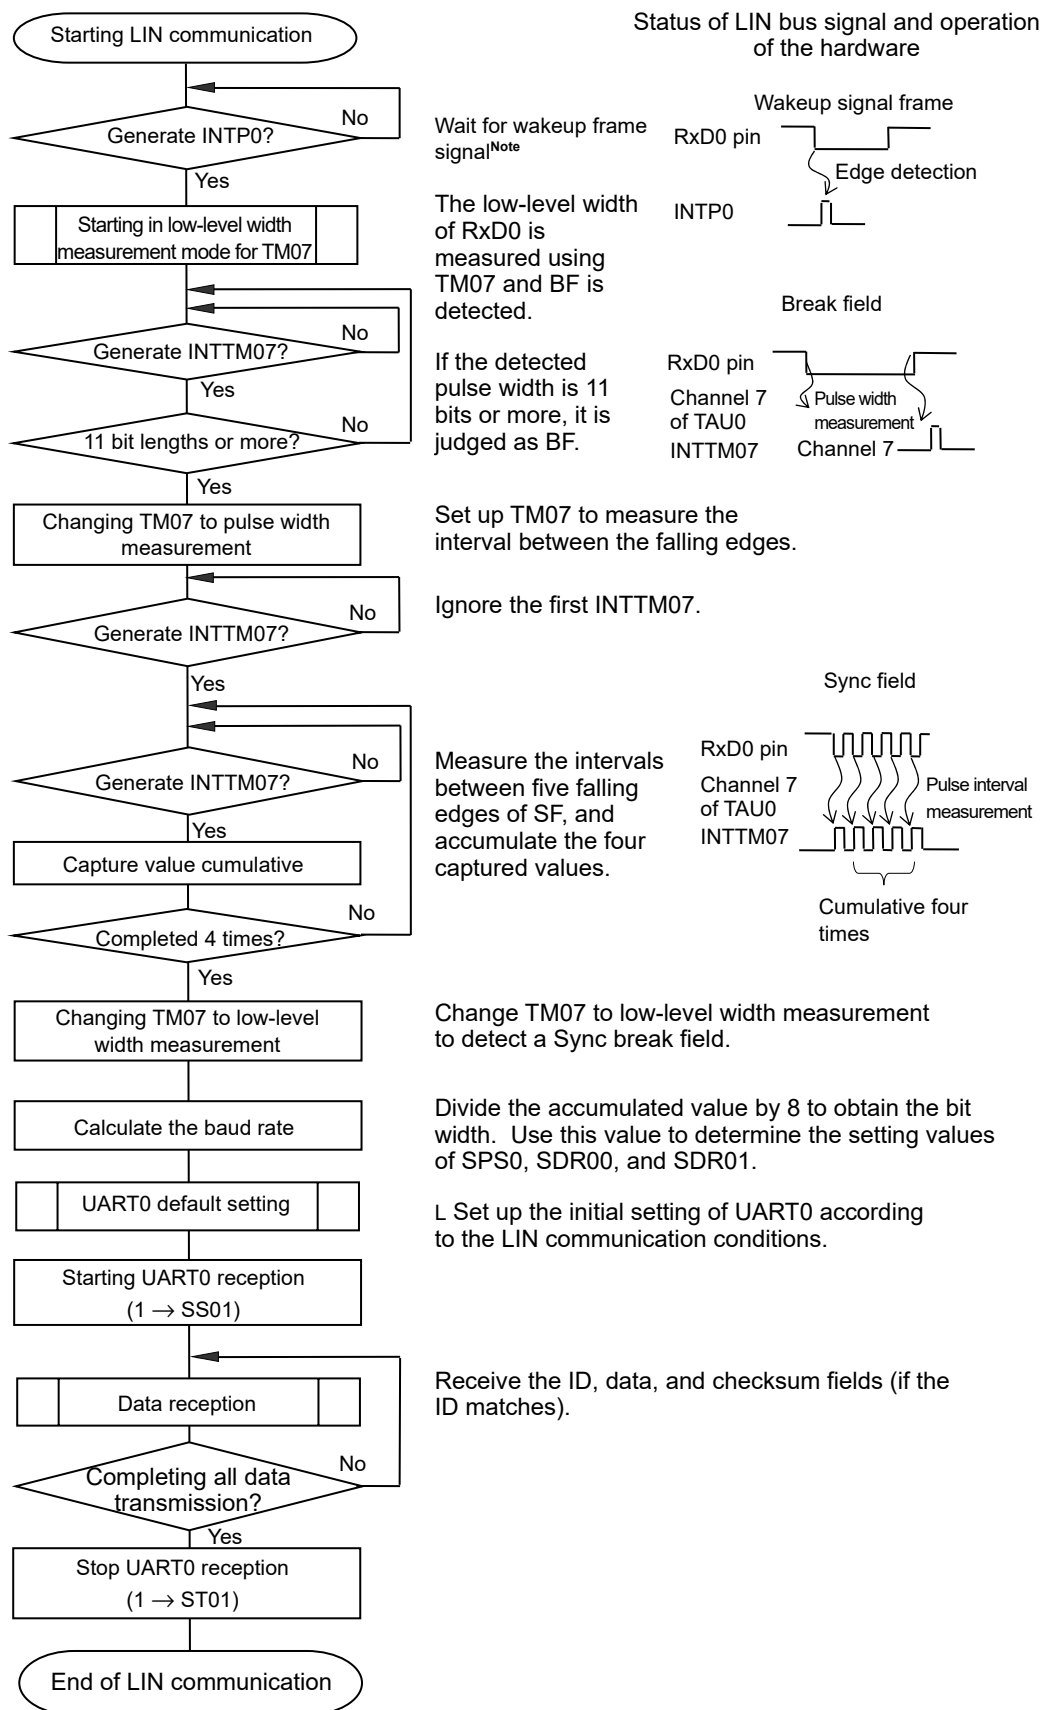 Starting LIN communication
Status of LIN bus signal and operation
of the hardware
No
Generate INTP0?
Yes
Wait for wakeup frame
signalNote
Wakeup signal frame
RxD0 pin
Edge detection
INTP0
Starting in low-level width
measurement mode for TM07
The low-level width
of RxD0 is
measured using
TM07 and BF is
detected.
No
Generate INTTM07?
Yes
Break field
RxD0 pin
Channel 7
of TAU0
INTTM07
Pulse width
measurement
Channel 7
No
11 bit lengths or more?
Yes
If the detected
pulse width is 11
bits or more, it is
judged as BF.
Changing TM07 to pulse width
measurement
Set up TM07 to measure the
interval between the falling edges.
No
Generate INTTM07?
Yes
Ignore the first INTTM07.
Sync field
RxD0 pin
Channel 7
of TAU0
INTTM07
Pulse interval
measurement
Cumulative four
times
No
Generate INTTM07?
Yes
Measure the intervals
between five falling
edges of SF, and
accumulate the four
captured values.
Capture value cumulative
No
Completed 4 times?
Yes
Changing TM07 to low-level
width measurement
Change TM07 to low-level width measurement
to detect a Sync break field.
Calculate the baud rate
Divide the accumulated value by 8 to obtain the bit
width.  Use this value to determine the setting values
of SPS0, SDR00, and SDR01.
UART0 default setting
L Set up the initial setting of UART0 according
to the LIN communication conditions.
Starting UART0 reception
(1 → SS01)
Data reception
Receive the ID, data, and checksum fields (if the
ID matches).
No
Completing all data
transmission?
Yes
Stop UART0 reception
(1 → ST01)
End of LIN communication